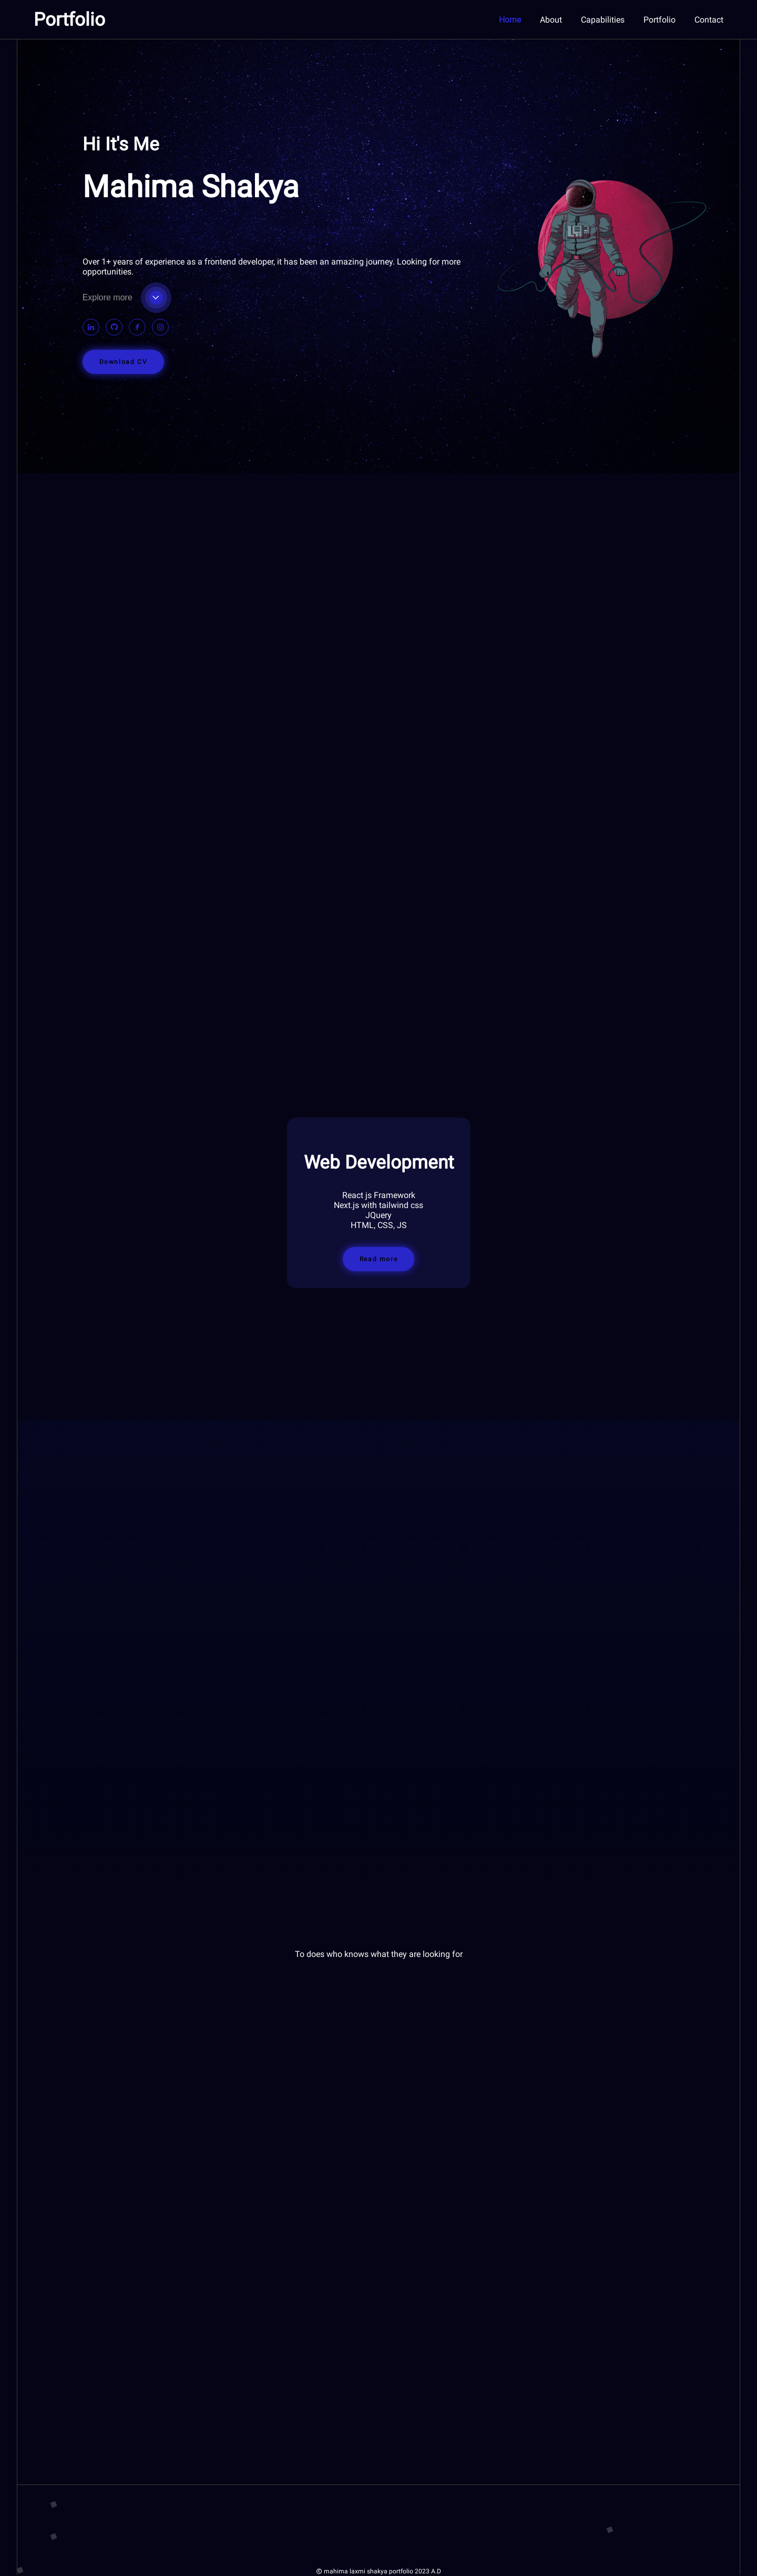 Portfolio
Home About Capabilities Portfolio Contact
Hi It's Me
Mahima Shakya
Over 1+ years of experience as a frontend developer, it has been an amazing journey. Looking for more
opportunities.
Explore more
Download CV
Web Development
React js Framework
Next.js with tailwind css
JQuery
HTML, CSS, JS
Read more
To does who knows what they are looking for
© mahima laxmi shakya portfolio 2023 A.D